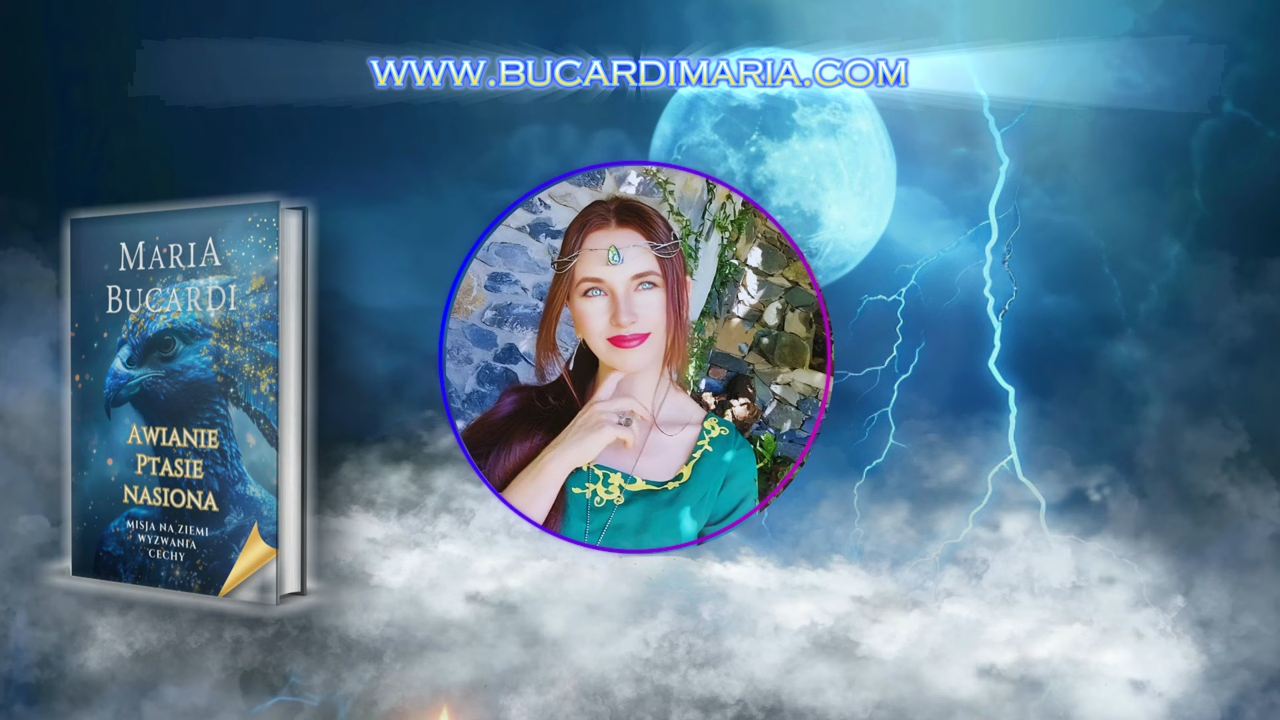 WWW.BUCARDIMARIA.COM
MARIA
BUCARDI
AWIANIE
PTASIE
NASIONA
MISJA NA ZIEMI
WYZWANIA
CECHY